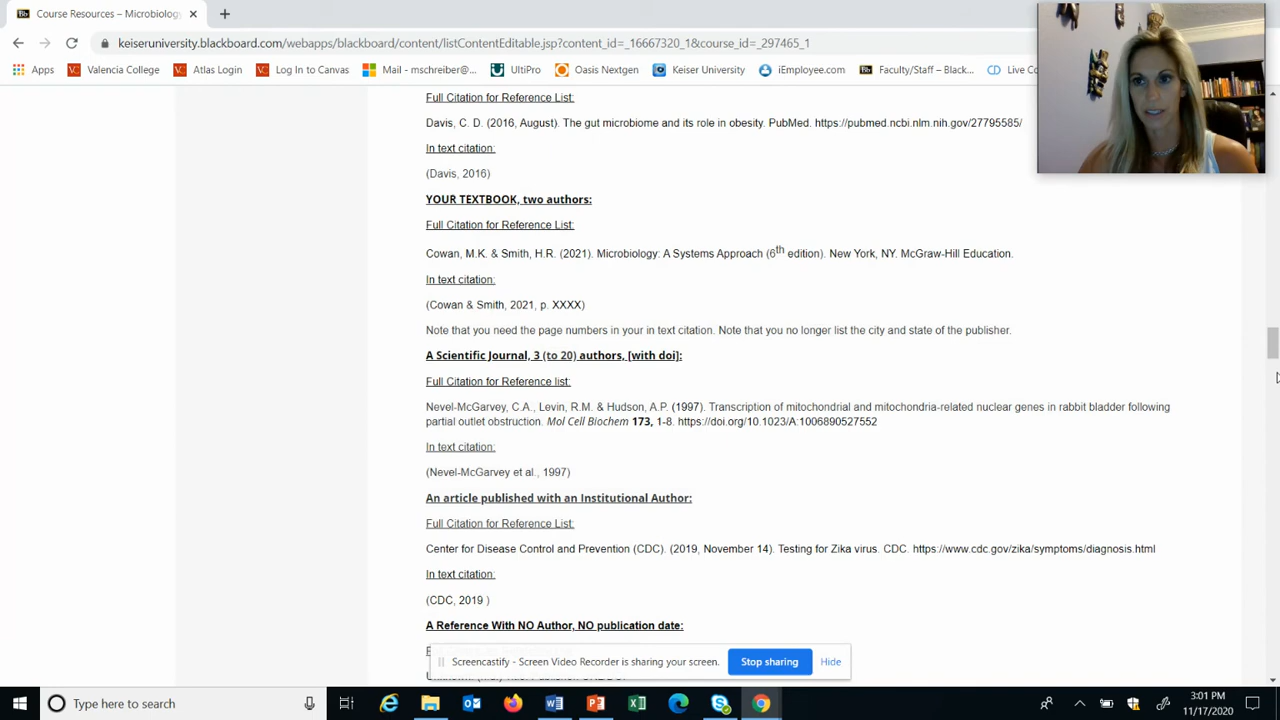 Course Resources – Microbiology
keiseruniversity.blackboard.com/webapps/blackboard/content/listContentEditable.jsp?content_id=_16667320_1&course_id=_297465_1
Apps Valencia College Atlas Login Log In to Canvas Mail - mschreiber@... UltiPro Oasis Nextgen Keiser University iEmployee.com Faculty/Staff – Black... Live Co
Full Citation for Reference List:
Davis, C. D. (2016, August). The gut microbiome and its role in obesity. PubMed. https://pubmed.ncbi.nlm.nih.gov/27795585/
In text citation:
(Davis, 2016)
YOUR TEXTBOOK, two authors:
Full Citation for Reference List:
Cowan, M.K. & Smith, H.R. (2021). Microbiology: A Systems Approach (6th edition). New York, NY. McGraw-Hill Education.
In text citation:
(Cowan & Smith, 2021, p. XXXX)
Note that you need the page numbers in your in text citation. Note that you no longer list the city and state of the publisher.
A Scientific Journal, 3 (to 20) authors, [with doi]:
Full Citation for Reference list:
Nevel-McGarvey, C.A., Levin, R.M. & Hudson, A.P. (1997). Transcription of mitochondrial and mitochondria-related nuclear genes in rabbit bladder following
partial outlet obstruction. Mol Cell Biochem 173, 1-8. https://doi.org/10.1023/A:1006890527552
In text citation:
(Nevel-McGarvey et al., 1997)
An article published with an Institutional Author:
Full Citation for Reference List:
Center for Disease Control and Prevention (CDC). (2019, November 14). Testing for Zika virus. CDC. https://www.cdc.gov/zika/symptoms/diagnosis.html
In text citation:
(CDC, 2019 )
A Reference With NO Author, NO publication date:
Screencastify - Screen Video Recorder is sharing your screen. Stop sharing Hide
Type here to search
3:01 PM
11/17/2020